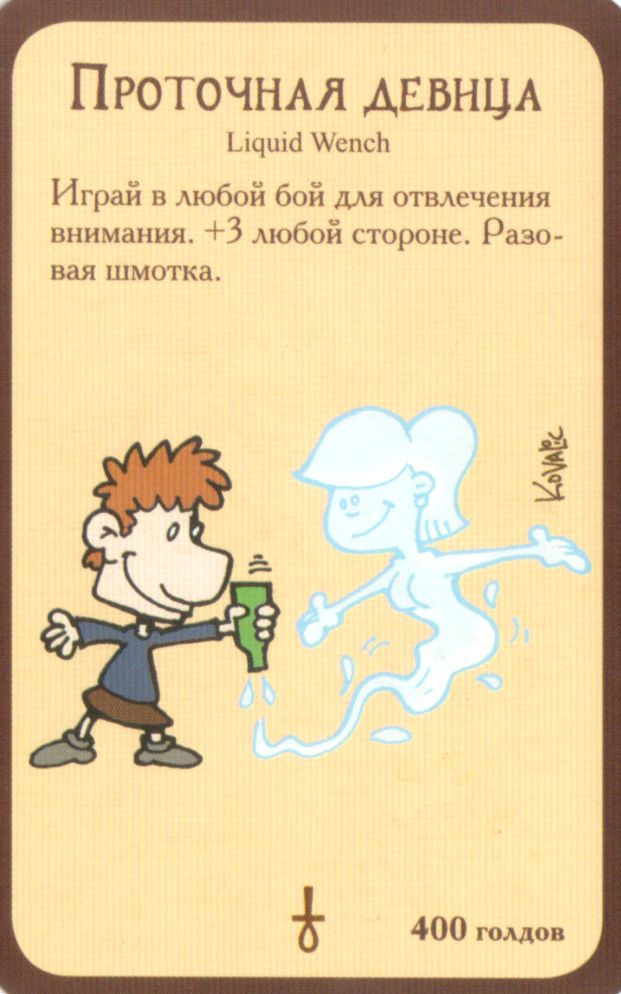 Проточная девица
Liquid Wench
Играй в любой бой для отвлечения
внимания. +3 любой стороне. Разо-
вая шмотка.
Kovalic
400 голдов